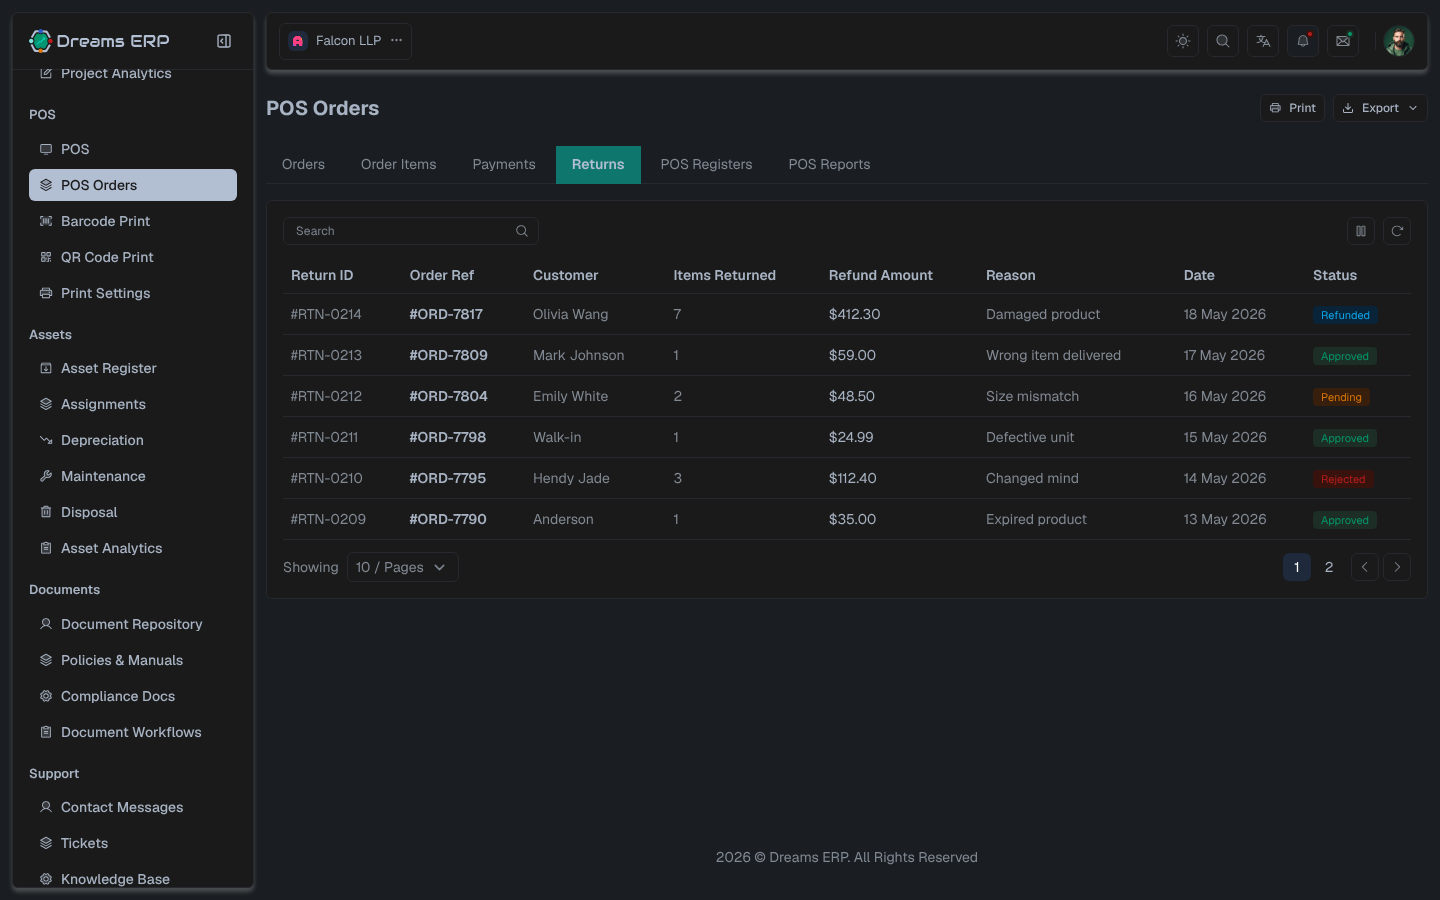 Dreams ERP
Project Analytics
POS
POS
POS Orders
Barcode Print
QR Code Print
Print Settings
Assets
Asset Register
Assignments
Depreciation
Maintenance
Disposal
Asset Analytics
Documents
Document Repository
Policies & Manuals
Compliance Docs
Document Workflows
Support
Contact Messages
Tickets
Knowledge Base
Falcon LLP ···
POS Orders
Print Export
Orders Order Items Payments Returns POS Registers POS Reports
Search
Return ID Order Ref Customer Items Returned Refund Amount Reason Date Status
#RTN-0214 #ORD-7817 Olivia Wang 7 $412.30 Damaged product 18 May 2026 Refunded
#RTN-0213 #ORD-7809 Mark Johnson 1 $59.00 Wrong item delivered 17 May 2026 Approved
#RTN-0212 #ORD-7804 Emily White 2 $48.50 Size mismatch 16 May 2026 Pending
#RTN-0211 #ORD-7798 Walk-in 1 $24.99 Defective unit 15 May 2026 Approved
#RTN-0210 #ORD-7795 Hendy Jade 3 $112.40 Changed mind 14 May 2026 Rejected
#RTN-0209 #ORD-7790 Anderson 1 $35.00 Expired product 13 May 2026 Approved
Showing 10 / Pages 1 2
2026 © Dreams ERP. All Rights Reserved